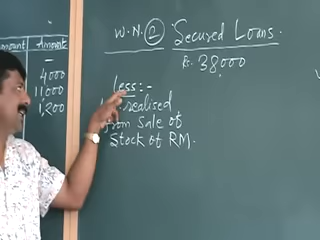 W.N. ② Secured Loans.
Rs. 38000
Less:-
realised
from Sale of
Stock of RM.
Amount
4000
11000
1,200